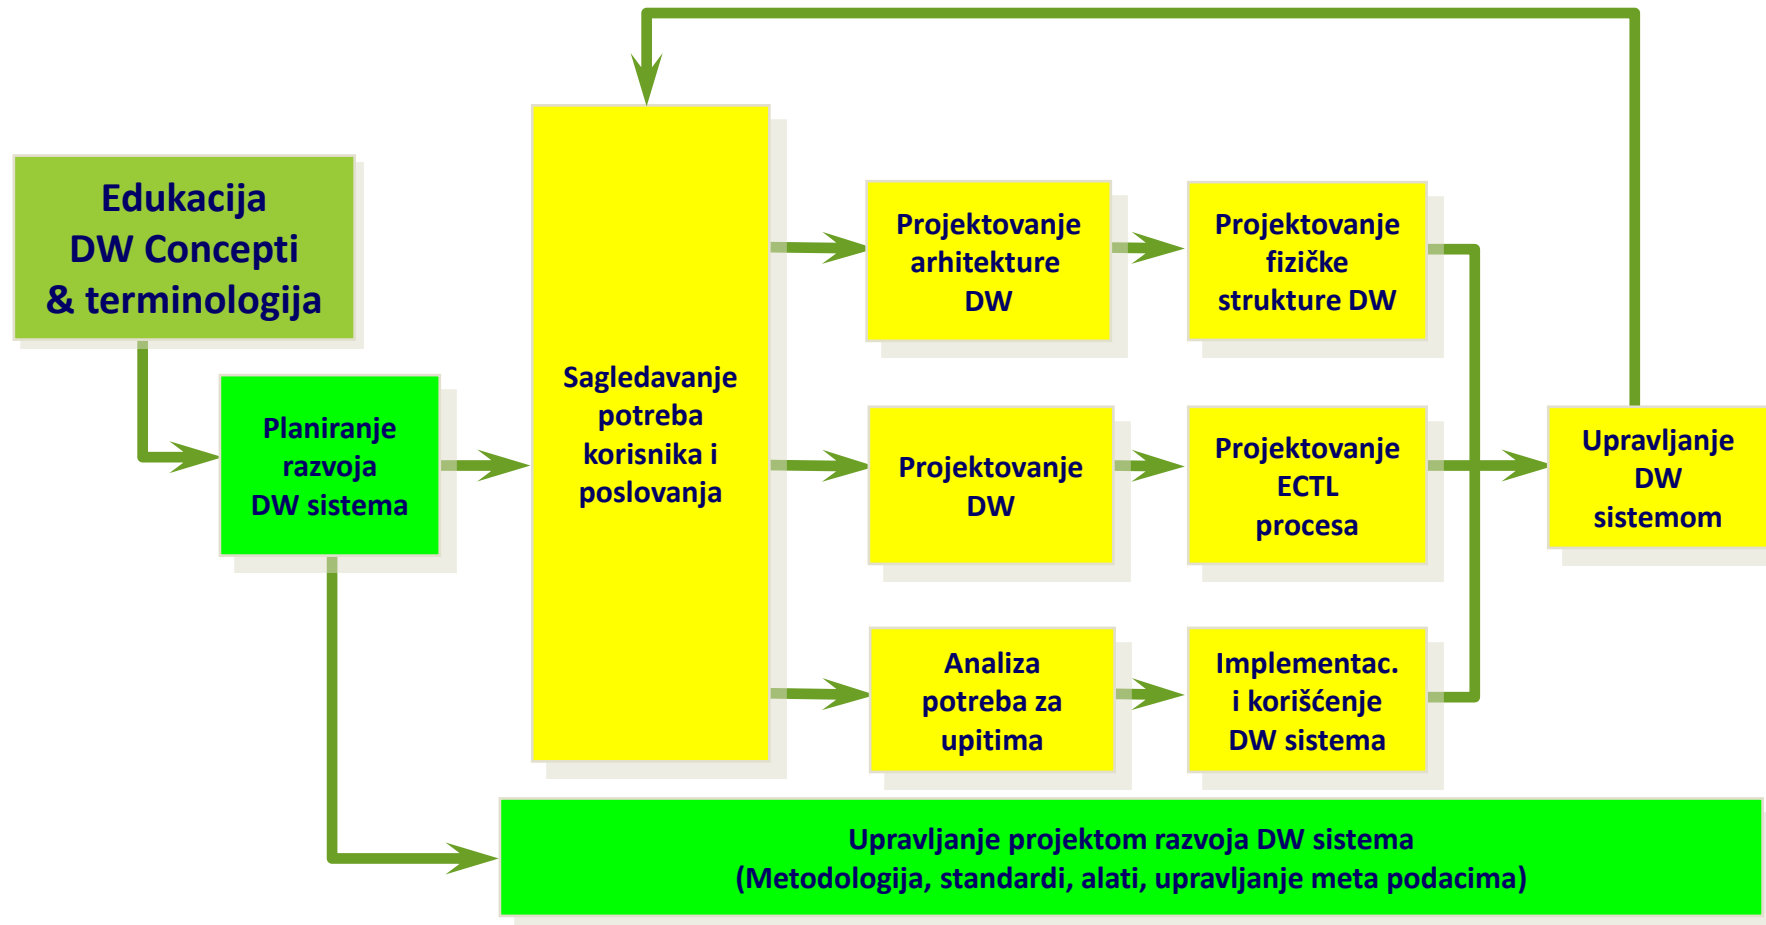 Edukacija
DW Concepti
& terminologija
Planiranje
razvoja
DW sistema
Sagledavanje
potreba
korisnika i
poslovanja
Projektovanje
arhitekture
DW
Projektovanje
fizičke
strukture DW
Projektovanje
DW
Projektovanje
ECTL
procesa
Analiza
potreba za
upitima
Implementac.
i korišćenje
DW sistema
Upravljanje
DW
sistemom
Upravljanje projektom razvoja DW sistema
(Metodologija, standardi, alati, upravljanje meta podacima)